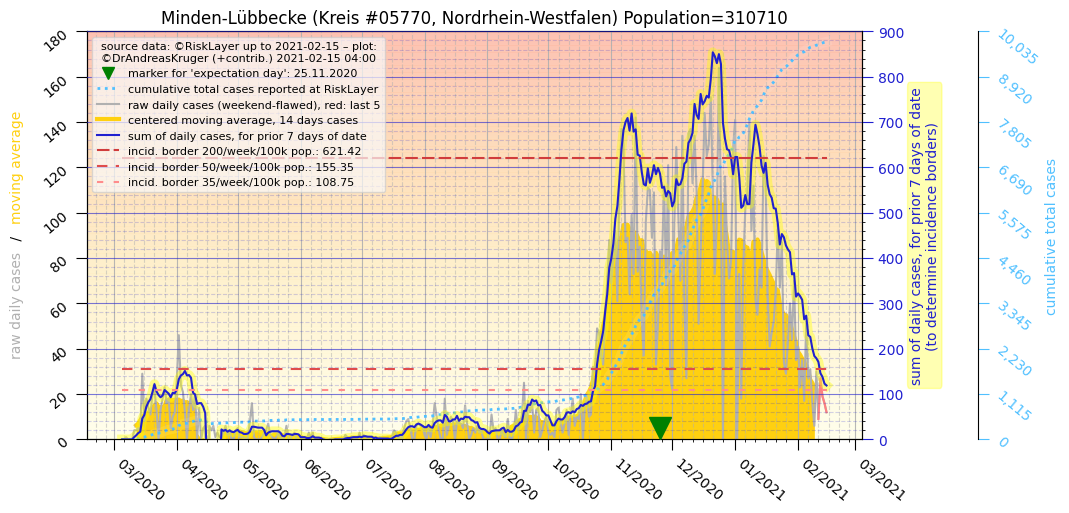 Minden-Lübbecke (Kreis #05770, Nordrhein-Westfalen) Population=310710
source data: ©RiskLayer up to 2021-02-15 – plot:
©DrAndreasKruger (+contrib.) 2021-02-15 04:00
marker for 'expectation day': 25.11.2020
cumulative total cases reported at RiskLayer
raw daily cases (weekend-flawed), red: last 5
centered moving average, 14 days cases
sum of daily cases, for prior 7 days of date
incid. border 200/week/100k pop.: 621.42
incid. border 50/week/100k pop.: 155.35
incid. border 35/week/100k pop.: 108.75
raw daily cases / moving average
180
160
140
120
100
80
60
40
20
0
03/2020
04/2020
05/2020
06/2020
07/2020
08/2020
09/2020
10/2020
11/2020
12/2020
01/2021
02/2021
03/2021
900
800
700
600
500
400
300
200
100
0
sum of daily cases, for prior 7 days of date
(to determine incidence borders)
10,035
8,920
7,805
6,690
5,575
4,460
3,345
2,230
1,115
0
cumulative total cases